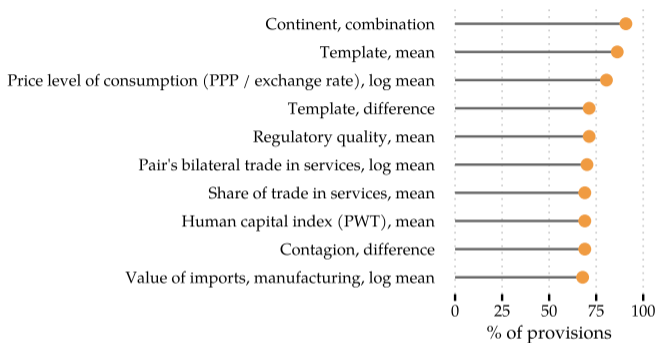 Continent, combination
Template, mean
Price level of consumption (PPP / exchange rate), log mean
Template, difference
Regulatory quality, mean
Pair's bilateral trade in services, log mean
Share of trade in services, mean
Human capital index (PWT), mean
Contagion, difference
Value of imports, manufacturing, log mean
0 25 50 75 100
% of provisions